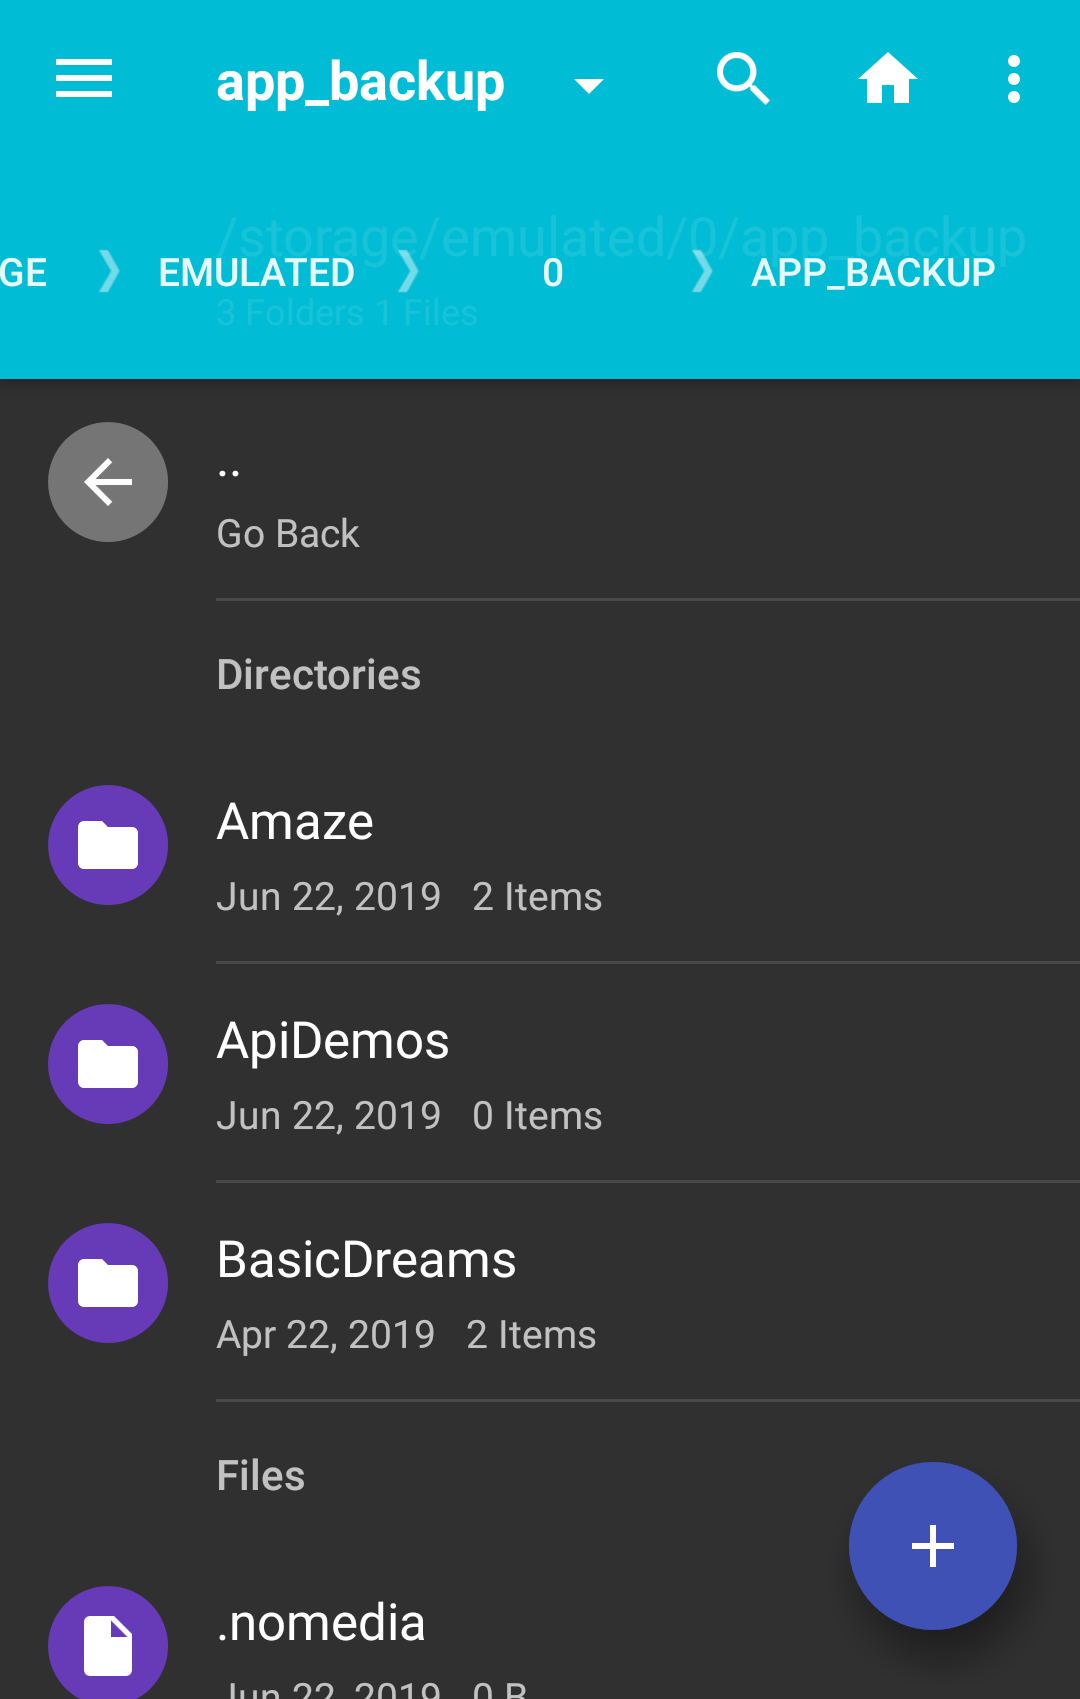 app_backup
/storage/emulated/0/app_backup
GE ❯ EMULATED ❯ 0 ❯ APP_BACKUP
3 Folders 1 Files
..
Go Back
Directories
Amaze
Jun 22, 2019 2 Items
ApiDemos
Jun 22, 2019 0 Items
BasicDreams
Apr 22, 2019 2 Items
Files
.nomedia
Jun 22, 2019 0 B